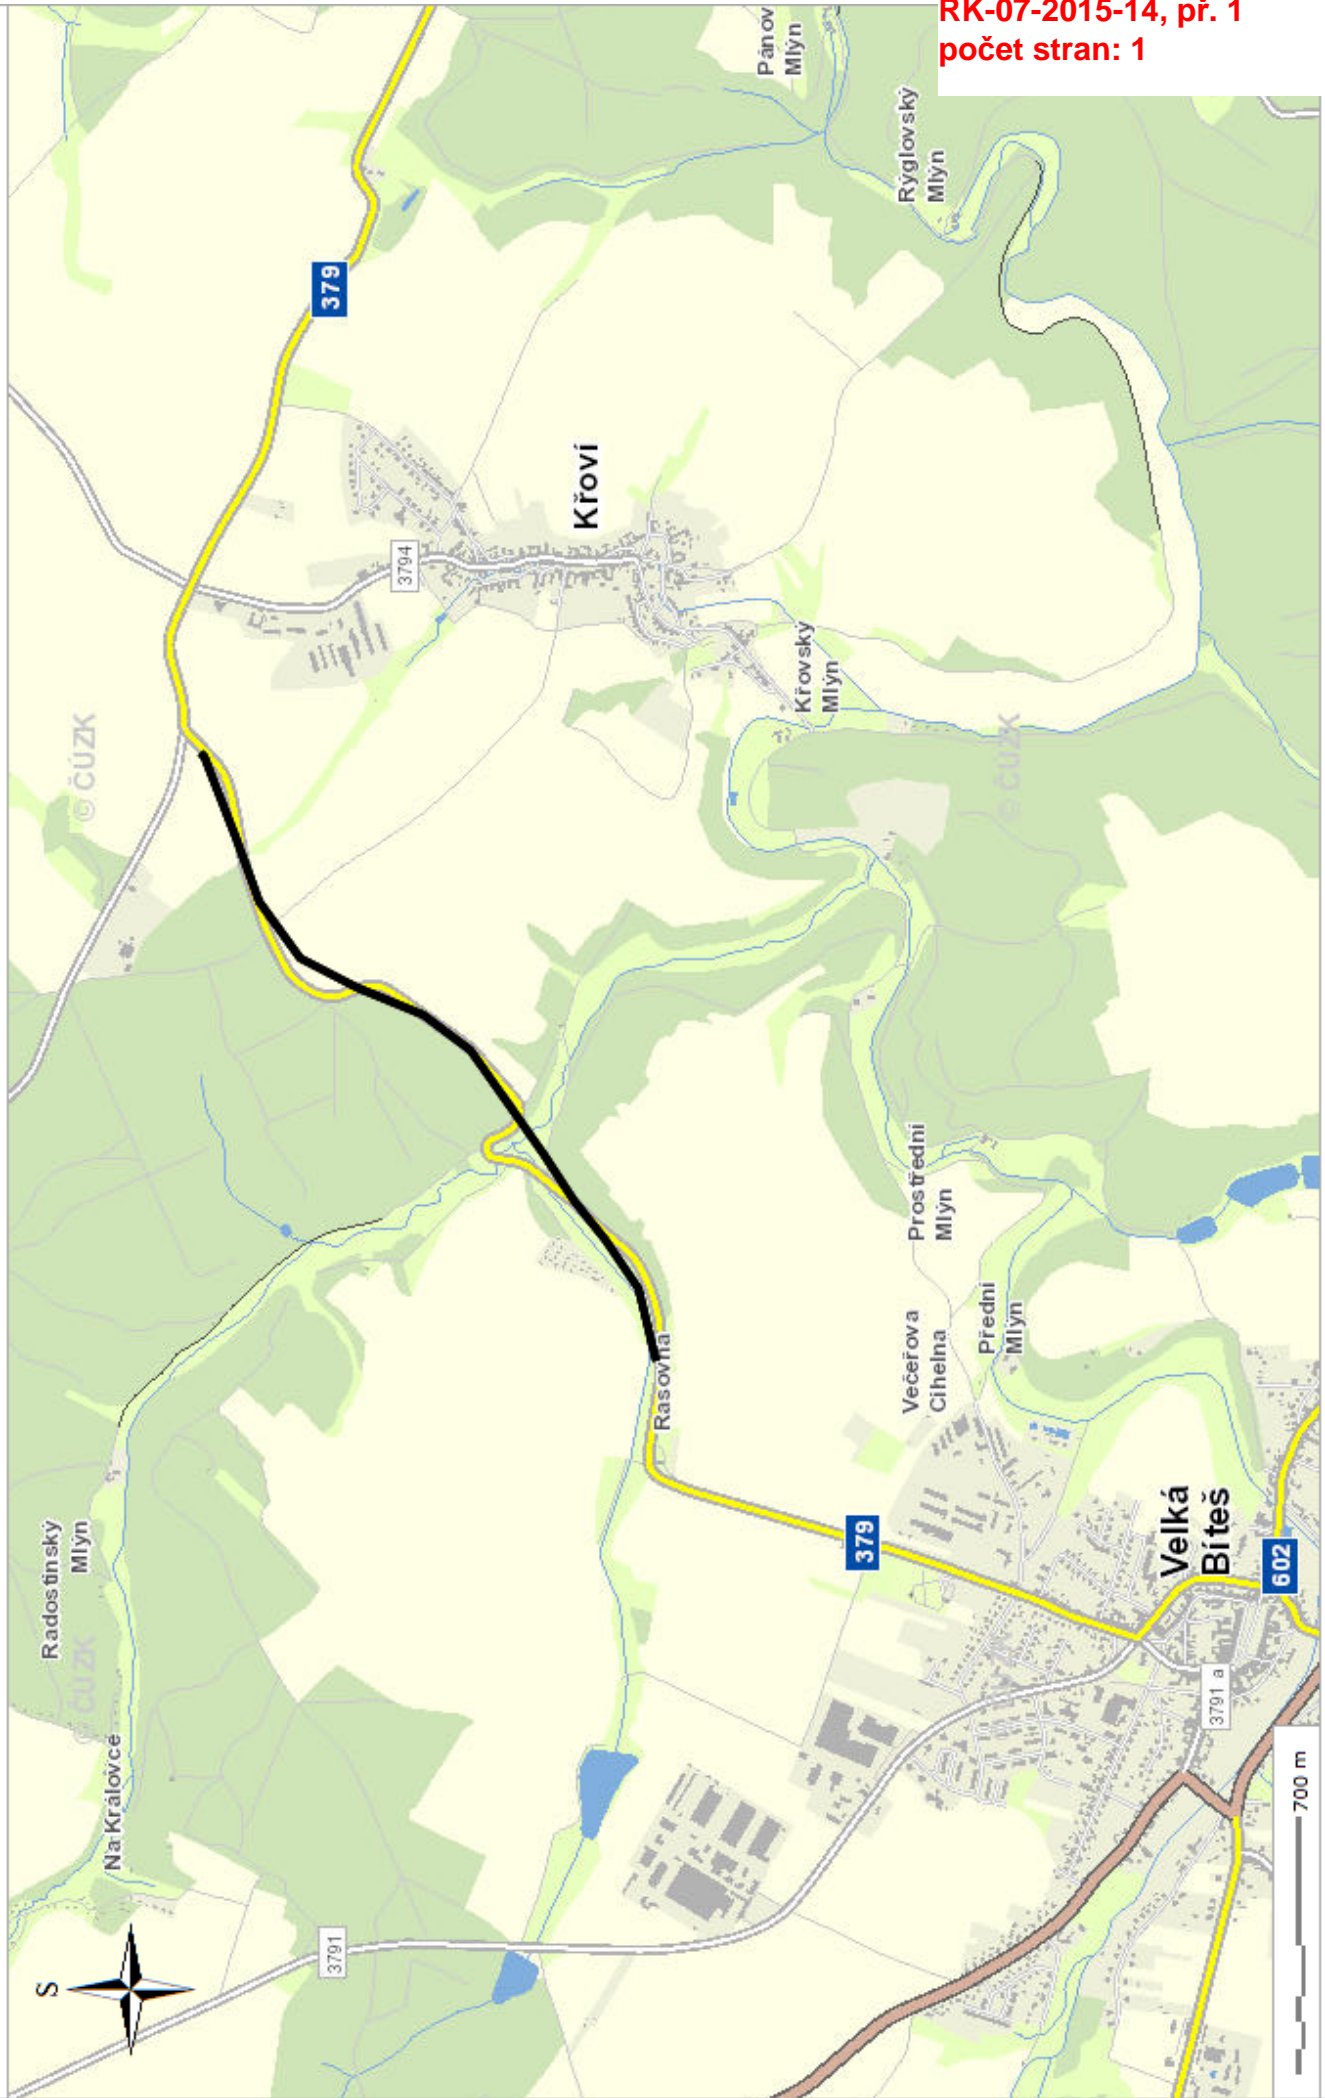 RK-07-2015-14, př. 1
počet stran: 1
S
Na Královce
Radostínský
Mlýn
© ČÚZK
© ČÚZK
© ČÚZK
3791
379
379
3794
Křoví
Pánov
Mlýn
Rýglovský
Mlýn
Křovský
Mlýn
Rasovna
Prostřední
Mlýn
Večeřova
Cihelna
Přední
Mlýn
Velká
Bíteš
602
3791 a
700 m